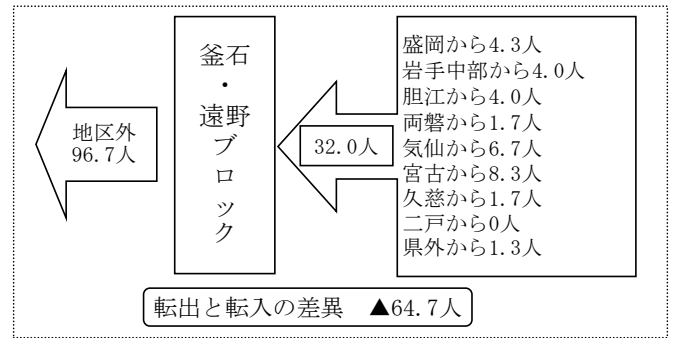 地区外
96.7人
釜石
・
遠野
ブ
ロ
ッ
ク
32.0人
盛岡から4.3人
岩手中部から4.0人
胆江から4.0人
両磐から1.7人
気仙から6.7人
宮古から8.3人
久慈から1.7人
二戸から0人
県外から1.3人
転出と転入の差異　▲64.7人